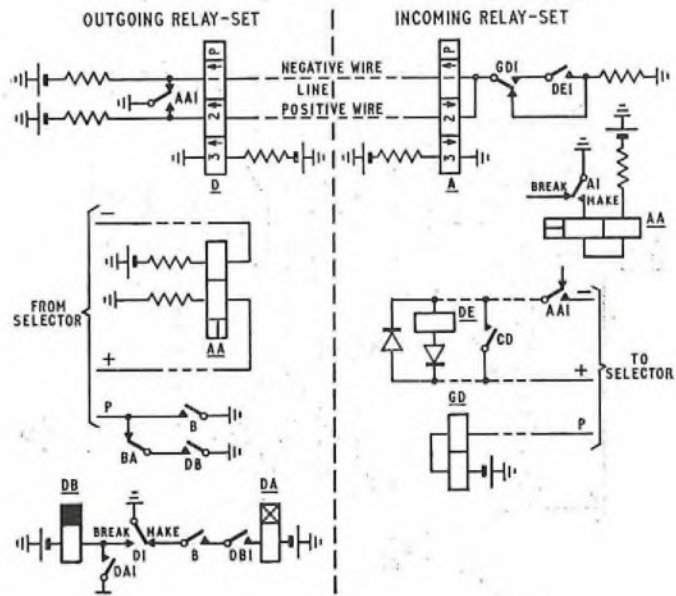 OUTGOING RELAY-SET
INCOMING RELAY-SET
P
1
2
3
D
AA1
NEGATIVE WIRE
LINE
POSITIVE WIRE
P
1
2
3
A
GD1
DE1
BREAK
A1
MAKE
AA
FROM
SELECTOR
−
+
P
AA
B
BA
DB
DE
CD
AA1
−
+
P
TO
SELECTOR
GD
DB
BREAK
MAKE
D1
DA1
B
DB1
DA